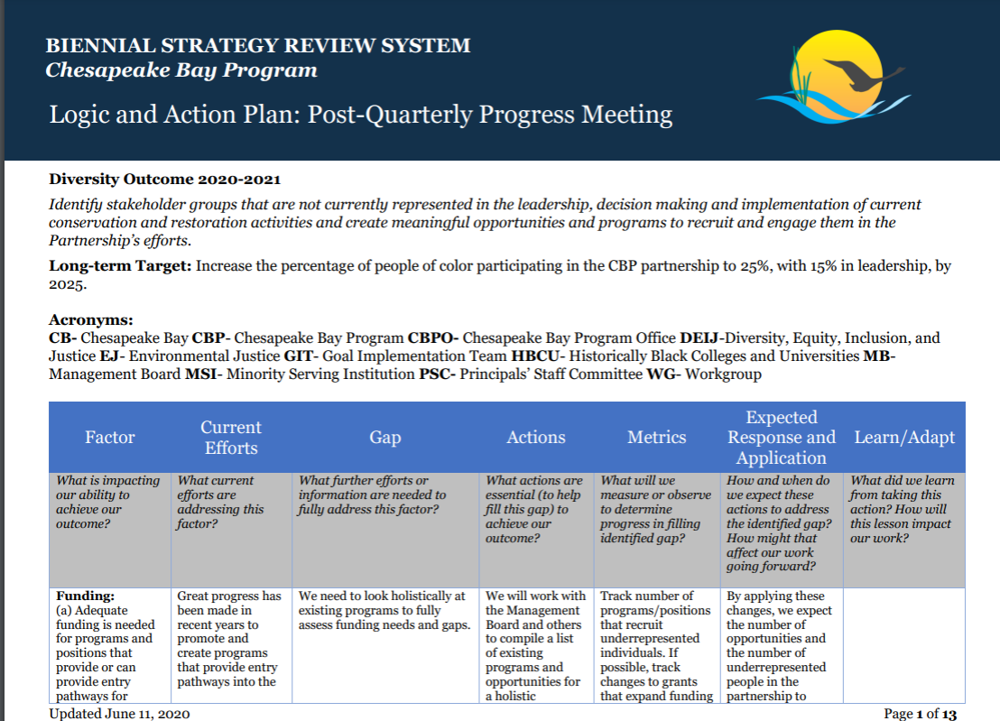 BIENNIAL STRATEGY REVIEW SYSTEM
Chesapeake Bay Program
Logic and Action Plan: Post-Quarterly Progress Meeting
Diversity Outcome 2020-2021
Identify stakeholder groups that are not currently represented in the leadership, decision making and implementation of current
conservation and restoration activities and create meaningful opportunities and programs to recruit and engage them in the
Partnership's efforts.
Long-term Target: Increase the percentage of people of color participating in the CBP partnership to 25%, with 15% in leadership, by
2025.
Acronyms:
CB- Chesapeake Bay CBP- Chesapeake Bay Program CBPO- Chesapeake Bay Program Office DEIJ-Diversity, Equity, Inclusion, and
Justice EJ- Environmental Justice GIT- Goal Implementation Team HBCU- Historically Black Colleges and Universities MB-
Management Board MSI- Minority Serving Institution PSC- Principals' Staff Committee WG- Workgroup
Factor
Current
Efforts
Gap
Actions
Metrics
Expected
Response and
Application
Learn/Adapt
What is impacting
our ability to
achieve our
outcome?
What current
efforts are
addressing this
factor?
What further efforts or
information are needed to
fully address this factor?
What actions are
essential (to help
fill this gap) to
achieve our
outcome?
What will we
measure or observe
to determine
progress in filling
identified gap?
How and when do
we expect these
actions to address
the identified gap?
How might that
affect our work
going forward?
What did we learn
from taking this
action? How will
this lesson impact
our work?
Funding:
(a) Adequate
funding is needed
for programs and
positions that
provide or can
provide entry
pathways for
Great progress has
been made in
recent years to
promote and
create programs
that provide entry
pathways into the
We need to look holistically at
existing programs to fully
assess funding needs and gaps.
We will work with
the Management
Board and others
to compile a list
of existing
programs and
opportunities for
a holistic
Track number of
programs/positions
that recruit
underrepresented
individuals. If
possible, track
changes to grants
that expand funding
By applying these
changes, we expect
the number of
opportunities and
the number of
underrepresented
people in the
partnership to
Updated June 11, 2020
Page 1 of 13